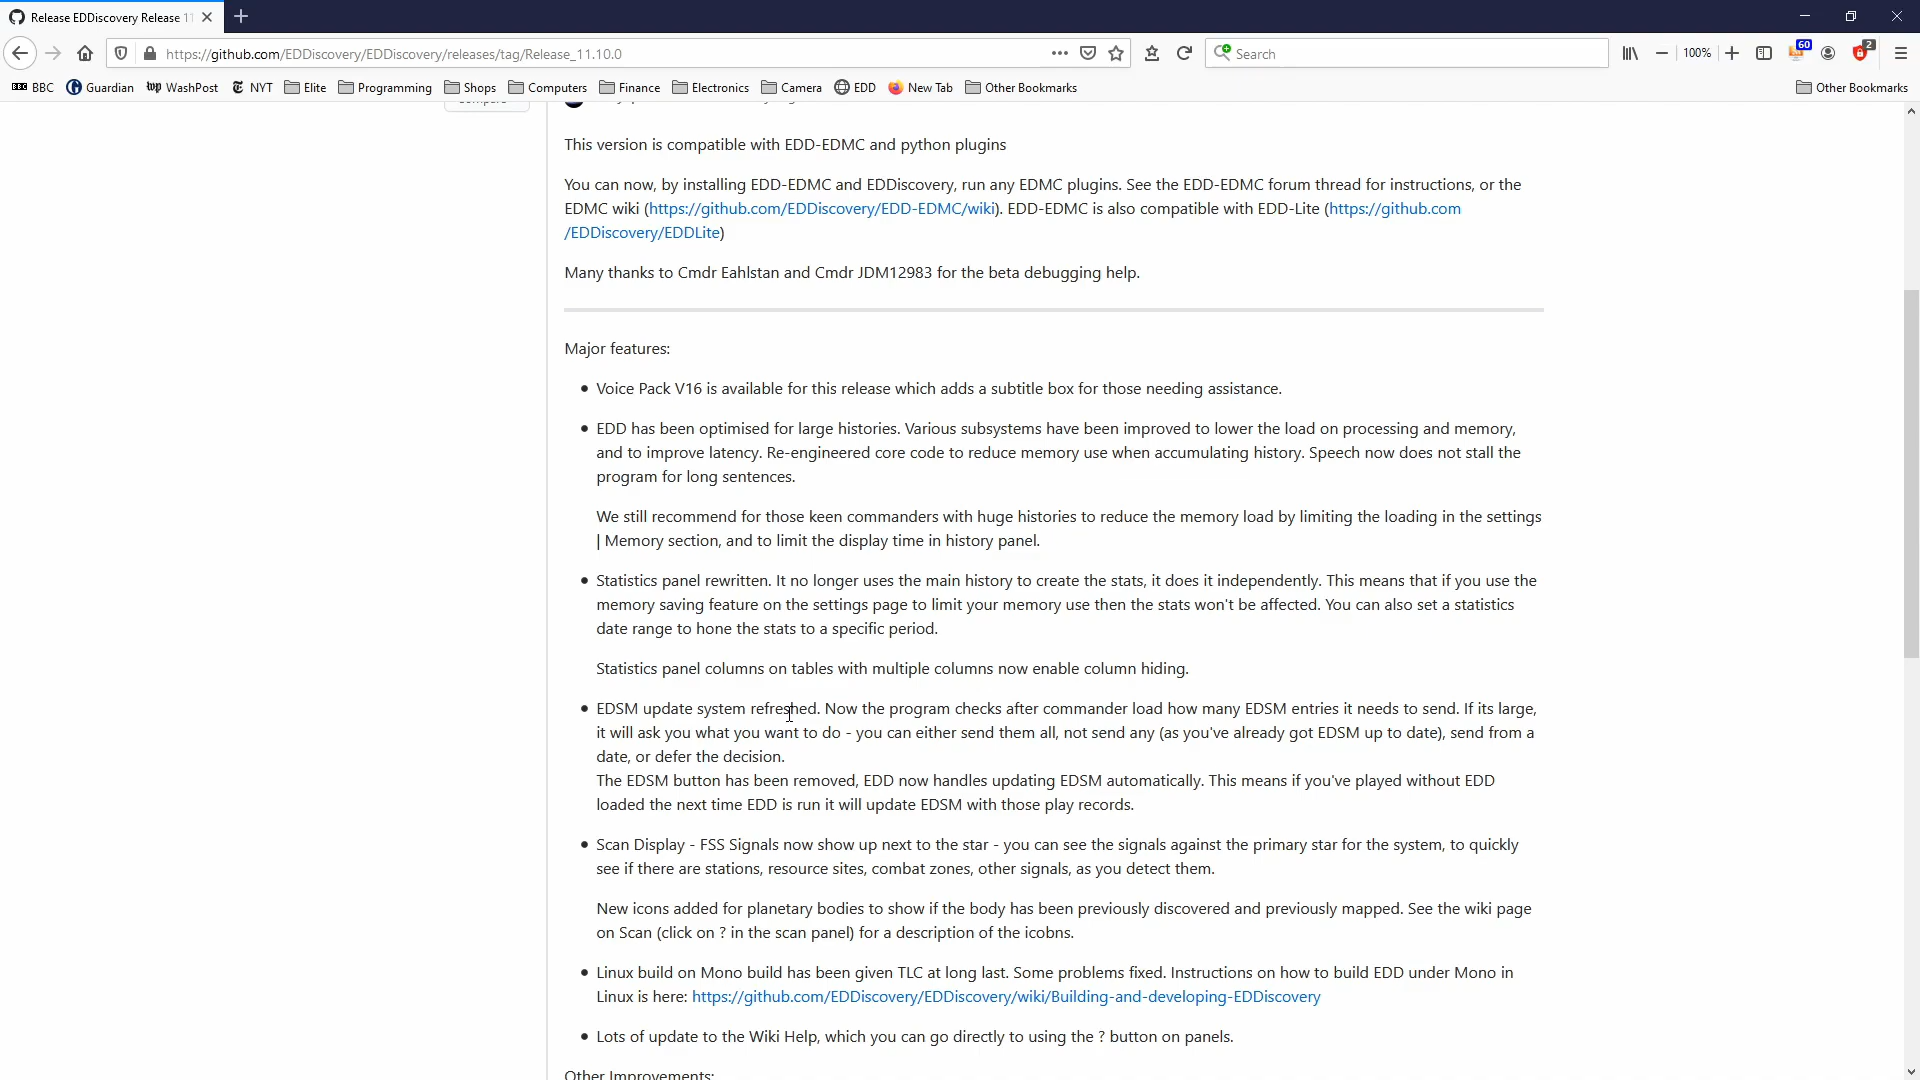 Release EDDiscovery Release 11
https://github.com/EDDiscovery/EDDiscovery/releases/tag/Release_11.10.0
Search
100%
60
2
BBC BBC
Guardian
wp WashPost
NYT
Elite
Programming
Shops
Computers
Finance
Electronics
Camera
EDD
New Tab
Other Bookmarks
Other Bookmarks
Compare
This version is compatible with EDD-EDMC and python plugins
You can now, by installing EDD-EDMC and EDDiscovery, run any EDMC plugins. See the EDD-EDMC forum thread for instructions, or the
EDMC wiki (https://github.com/EDDiscovery/EDD-EDMC/wiki). EDD-EDMC is also compatible with EDD-Lite (https://github.com
/EDDiscovery/EDDLite)
Many thanks to Cmdr Eahlstan and Cmdr JDM12983 for the beta debugging help.
Major features:
• Voice Pack V16 is available for this release which adds a subtitle box for those needing assistance.
• EDD has been optimised for large histories. Various subsystems have been improved to lower the load on processing and memory,
and to improve latency. Re-engineered core code to reduce memory use when accumulating history. Speech now does not stall the
program for long sentences.
We still recommend for those keen commanders with huge histories to reduce the memory load by limiting the loading in the settings
| Memory section, and to limit the display time in history panel.
• Statistics panel rewritten. It no longer uses the main history to create the stats, it does it independently. This means that if you use the
memory saving feature on the settings page to limit your memory use then the stats won't be affected. You can also set a statistics
date range to hone the stats to a specific period.
Statistics panel columns on tables with multiple columns now enable column hiding.
• EDSM update system refreshed. Now the program checks after commander load how many EDSM entries it needs to send. If its large,
it will ask you what you want to do - you can either send them all, not send any (as you've already got EDSM up to date), send from a
date, or defer the decision.
The EDSM button has been removed, EDD now handles updating EDSM automatically. This means if you've played without EDD
loaded the next time EDD is run it will update EDSM with those play records.
• Scan Display - FSS Signals now show up next to the star - you can see the signals against the primary star for the system, to quickly
see if there are stations, resource sites, combat zones, other signals, as you detect them.
New icons added for planetary bodies to show if the body has been previously discovered and previously mapped. See the wiki page
on Scan (click on ? in the scan panel) for a description of the icobns.
• Linux build on Mono build has been given TLC at long last. Some problems fixed. Instructions on how to build EDD under Mono in
Linux is here: https://github.com/EDDiscovery/EDDiscovery/wiki/Building-and-developing-EDDiscovery
• Lots of update to the Wiki Help, which you can go directly to using the ? button on panels.
Other Improvements: